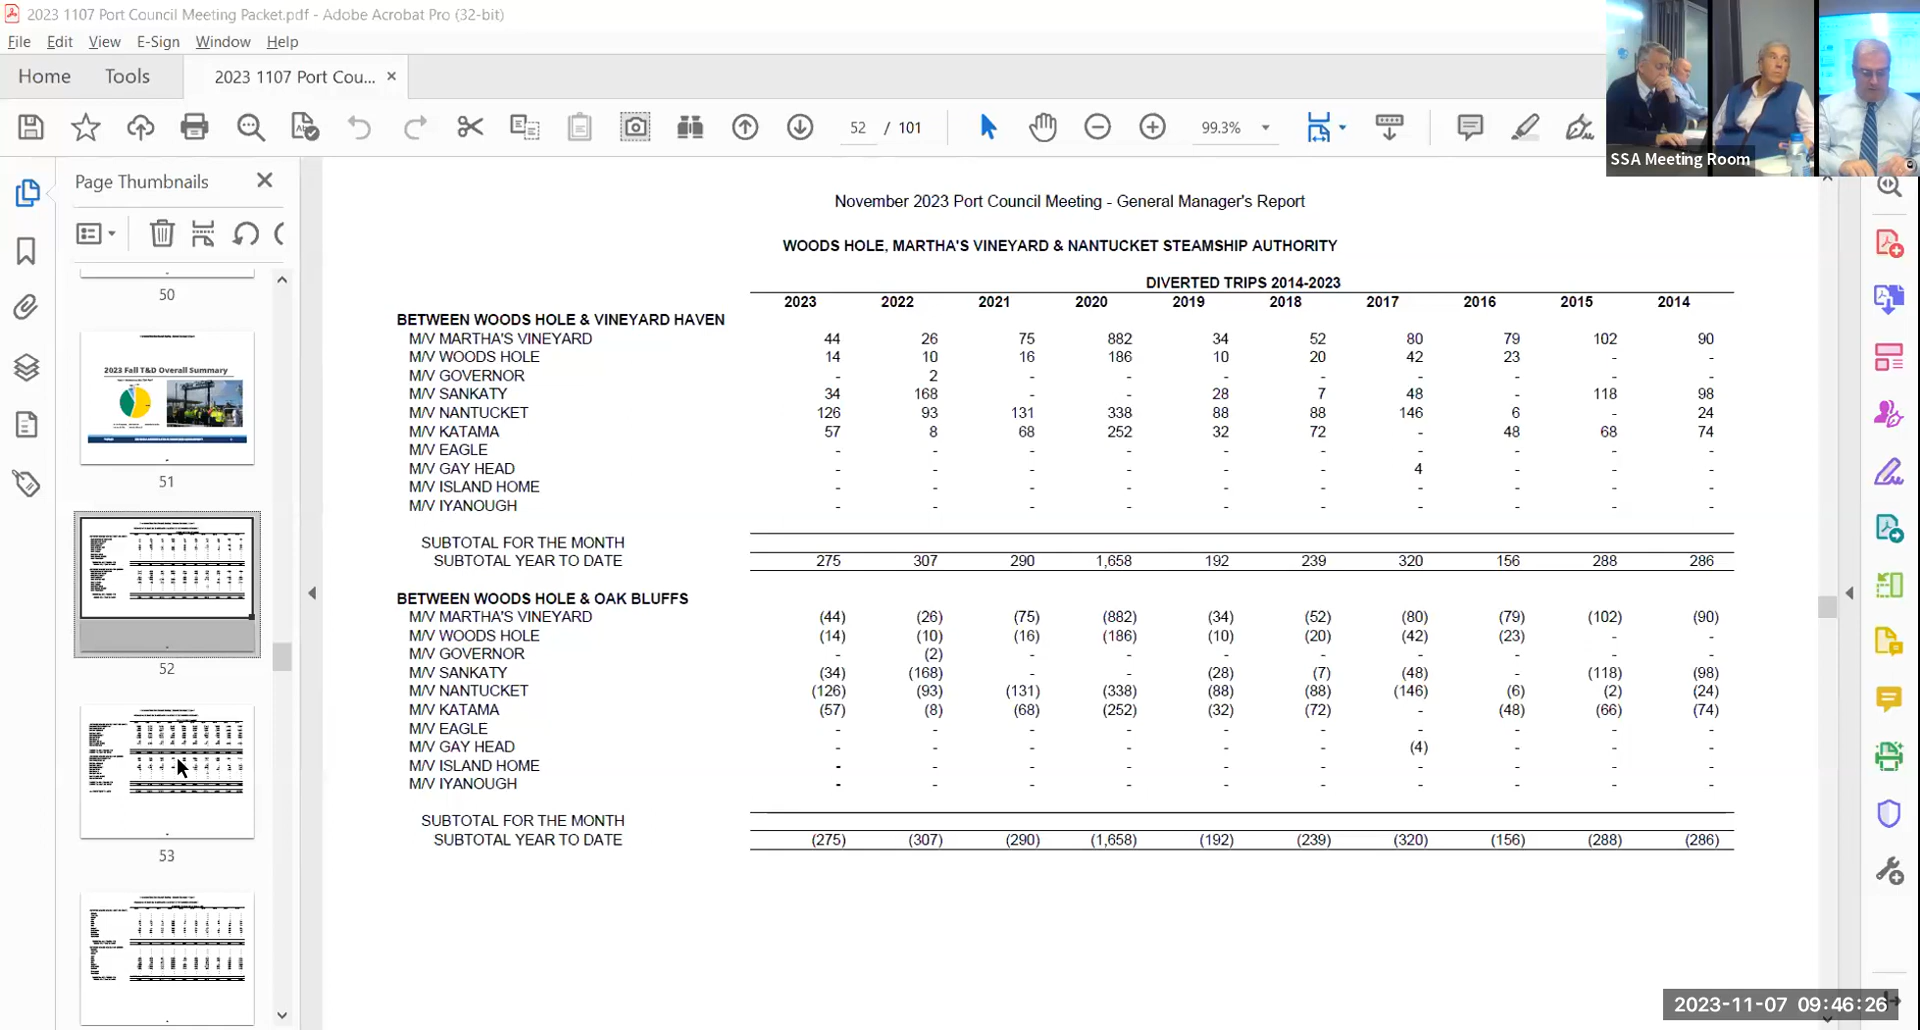 2023 1107 Port Council Meeting Packet.pdf - Adobe Acrobat Pro (32-bit)
File Edit View E-Sign Window Help
Home Tools 2023 1107 Port Cou... ×
52 / 101 99.3%
SSA Meeting Room
Page Thumbnails
50
2023 Fall T&D Overall Summary
51
52
53
November 2023 Port Council Meeting - General Manager's Report
WOODS HOLE, MARTHA'S VINEYARD & NANTUCKET STEAMSHIP AUTHORITY
DIVERTED TRIPS 2014-2023
2023 2022 2021 2020 2019 2018 2017 2016 2015 2014
BETWEEN WOODS HOLE & VINEYARD HAVEN
M/V MARTHA'S VINEYARD 44 26 75 882 34 52 80 79 102 90
M/V WOODS HOLE 14 10 16 186 10 20 42 23 - -
M/V GOVERNOR - 2 - - - - - - - -
M/V SANKATY 34 168 - - 28 7 48 - 118 98
M/V NANTUCKET 126 93 131 338 88 88 146 6 - 24
M/V KATAMA 57 8 68 252 32 72 - 48 68 74
M/V EAGLE - - - - - - - - - -
M/V GAY HEAD - - - - - - 4 - - -
M/V ISLAND HOME - - - - - - - - - -
M/V IYANOUGH - - - - - - - - - -
SUBTOTAL FOR THE MONTH
SUBTOTAL YEAR TO DATE 275 307 290 1,658 192 239 320 156 288 286
BETWEEN WOODS HOLE & OAK BLUFFS
M/V MARTHA'S VINEYARD (44) (26) (75) (882) (34) (52) (80) (79) (102) (90)
M/V WOODS HOLE (14) (10) (16) (186) (10) (20) (42) (23) - -
M/V GOVERNOR - (2) - - - - - - - -
M/V SANKATY (34) (168) - - (28) (7) (48) - (118) (98)
M/V NANTUCKET (126) (93) (131) (338) (88) (88) (146) (6) (2) (24)
M/V KATAMA (57) (8) (68) (252) (32) (72) - (48) (66) (74)
M/V EAGLE - - - - - - - - - -
M/V GAY HEAD - - - - - - (4) - - -
M/V ISLAND HOME - - - - - - - - - -
M/V IYANOUGH - - - - - - - - - -
SUBTOTAL FOR THE MONTH
SUBTOTAL YEAR TO DATE (275) (307) (290) (1,658) (192) (239) (320) (156) (288) (286)
2023-11-07 09:46:26